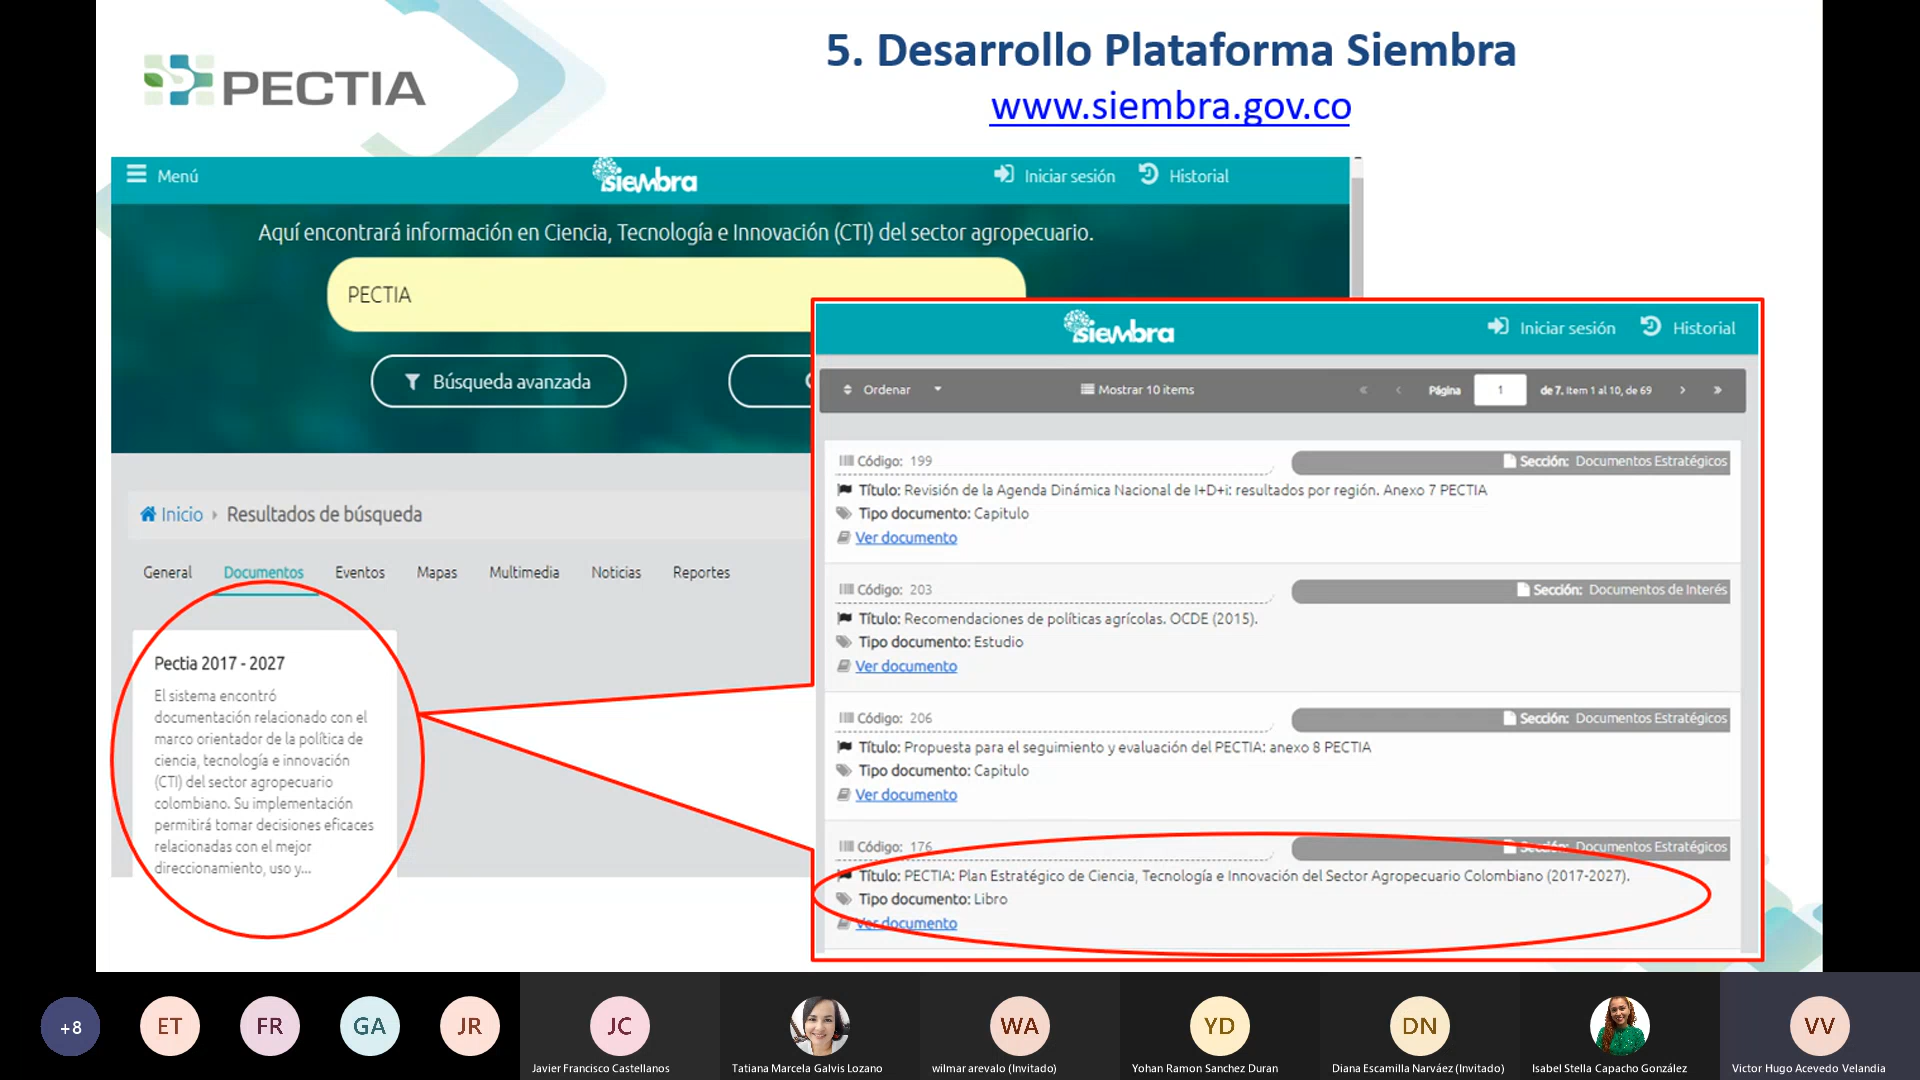 5. Desarrollo Plataforma Siembra
www.siembra.gov.co
PECTIA
Menú
siembra
Iniciar sesión
Historial
Aquí encontrará información en Ciencia, Tecnología e Innovación (CTI) del sector agropecuario.
PECTIA
Búsqueda avanzada
Inicio › Resultados de búsqueda
General Documentos Eventos Mapas Multimedia Noticias Reportes
Pectia 2017 - 2027
El sistema encontró
documentación relacionado con el
marco orientador de la política de
ciencia, tecnología e innovación
(CTI) del sector agropecuario
colombiano. Su implementación
permitirá tomar decisiones eficaces
relacionadas con el mejor
direccionamiento, uso y...
siembra
Iniciar sesión
Historial
Ordenar
Mostrar 10 items
« ‹ Página 1 de 7. Item 1 al 10, de 69 › »
Código: 199
Sección: Documentos Estratégicos
Título: Revisión de la Agenda Dinámica Nacional de I+D+i: resultados por región. Anexo 7 PECTIA
Tipo documento: Capitulo
Ver documento
Código: 203
Sección: Documentos de Interés
Título: Recomendaciones de políticas agrícolas. OCDE (2015).
Tipo documento: Estudio
Ver documento
Código: 206
Sección: Documentos Estratégicos
Título: Propuesta para el seguimiento y evaluación del PECTIA: anexo 8 PECTIA
Tipo documento: Capitulo
Ver documento
Código: 176
Sección: Documentos Estratégicos
Título: PECTIA: Plan Estratégico de Ciencia, Tecnología e Innovación del Sector Agropecuario Colombiano (2017-2027).
Tipo documento: Libro
Ver documento
+8
ET
FR
GA
JR
JC
WA
YD
DN
VV
Javier Francisco Castellanos
Tatiana Marcela Galvis Lozano
wilmar arevalo (Invitado)
Yohan Ramon Sanchez Duran
Diana Escamilla Narváez (Invitado)
Isabel Stella Capacho González
Victor Hugo Acevedo Velandia